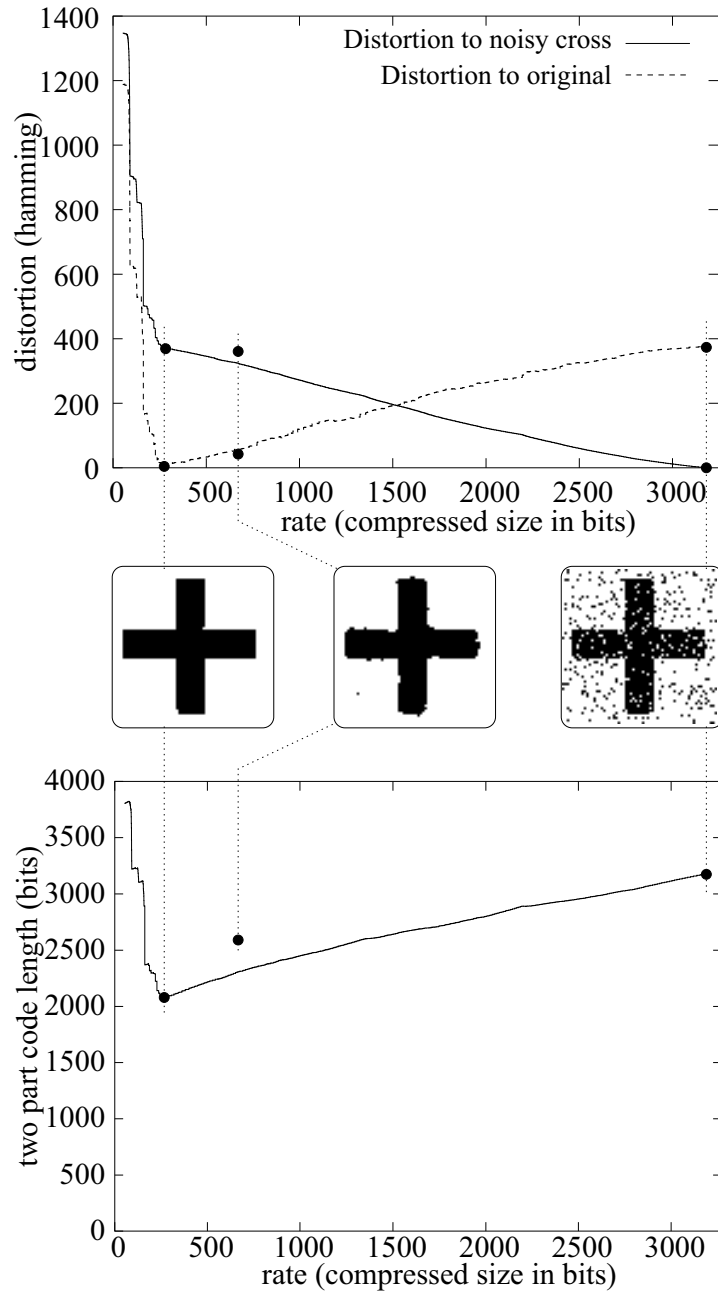 1400
1200
1000
800
600
400
200
0
distortion (hamming)
Distortion to noisy cross
Distortion to original
0 500 1000 1500 2000 2500 3000
rate (compressed size in bits)
4000
3500
3000
2500
2000
1500
1000
500
0
two part code length (bits)
0 500 1000 1500 2000 2500 3000
rate (compressed size in bits)